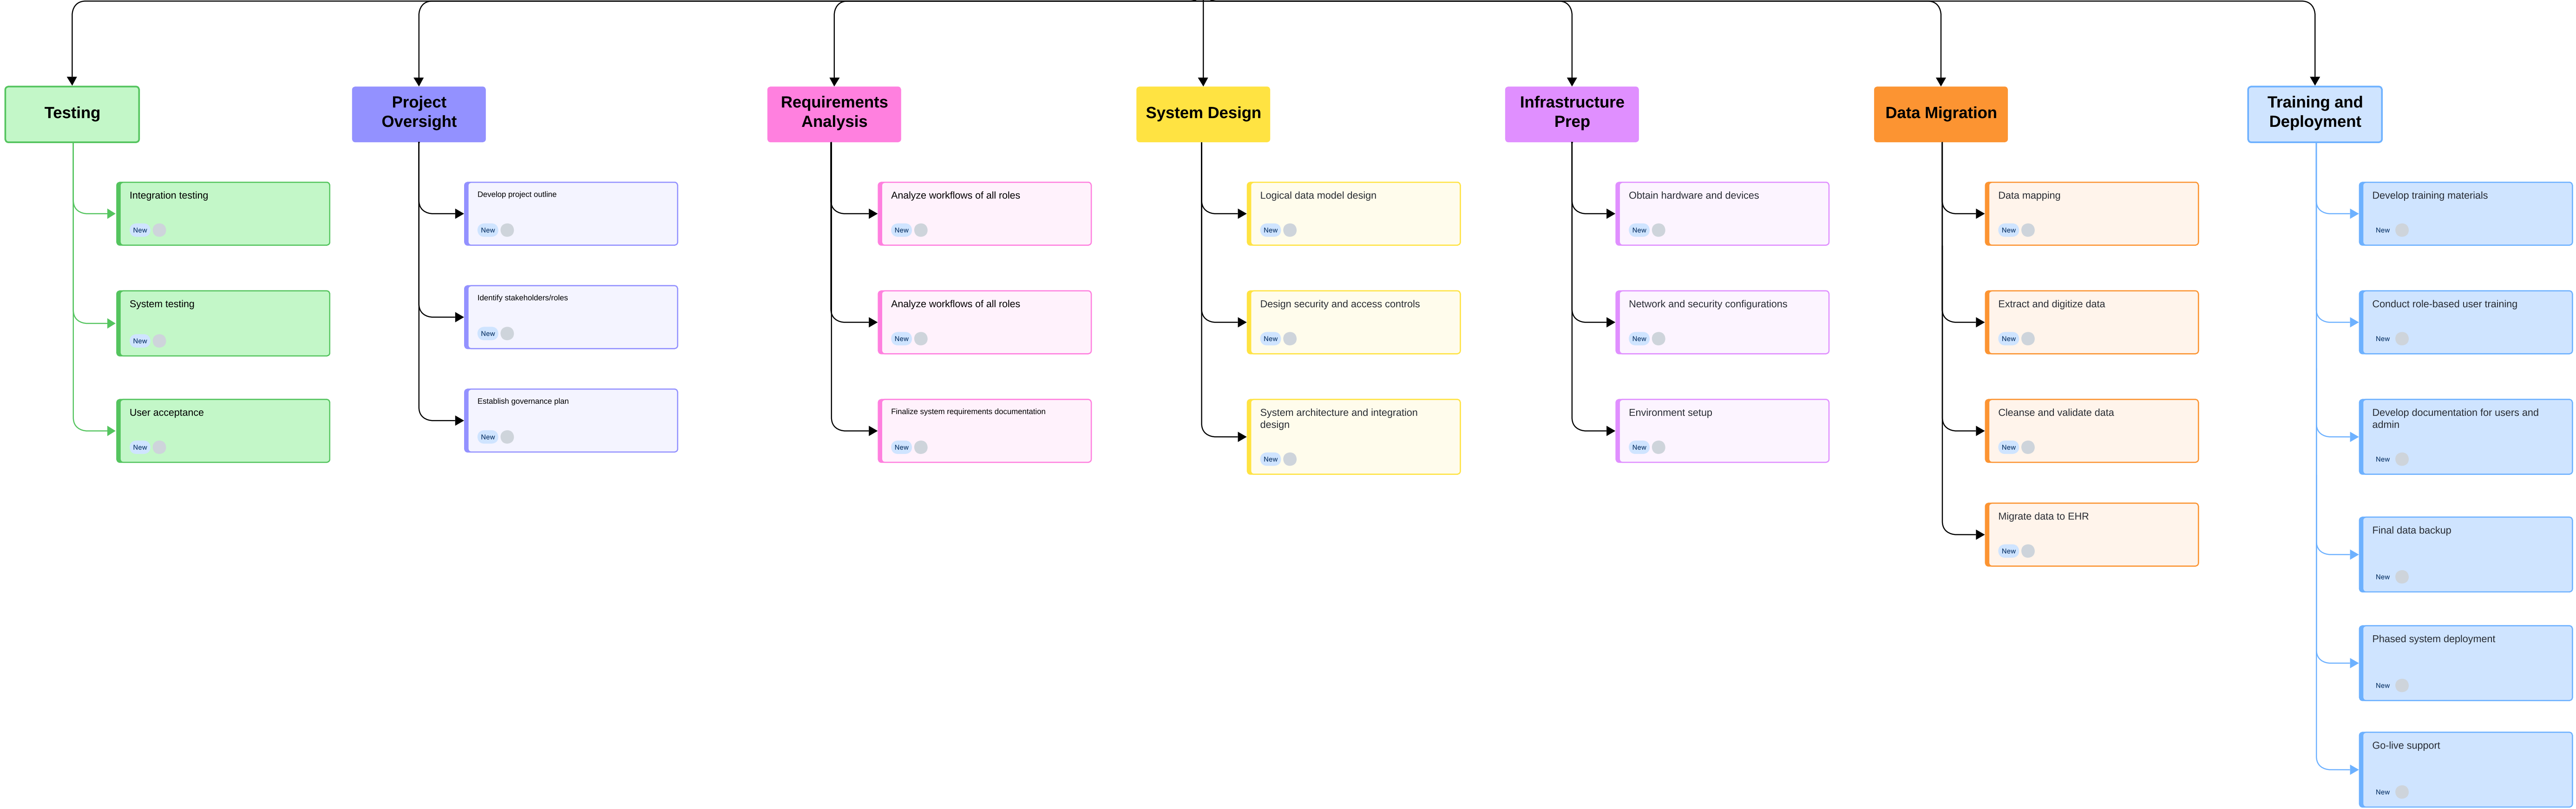 Testing
Integration testing
New
System testing
New
User acceptance
New
Project
Oversight
Develop project outline
New
Identify stakeholders/roles
New
Establish governance plan
New
Requirements
Analysis
Analyze workflows of all roles
New
Analyze workflows of all roles
New
Finalize system requirements documentation
New
System Design
Logical data model design
New
Design security and access controls
New
System architecture and integration
design
New
Infrastructure
Prep
Obtain hardware and devices
New
Network and security configurations
New
Environment setup
New
Data Migration
Data mapping
New
Extract and digitize data
New
Cleanse and validate data
New
Migrate data to EHR
New
Training and
Deployment
Develop training materials
New
Conduct role-based user training
New
Develop documentation for users and
admin
New
Final data backup
New
Phased system deployment
New
Go-live support
New